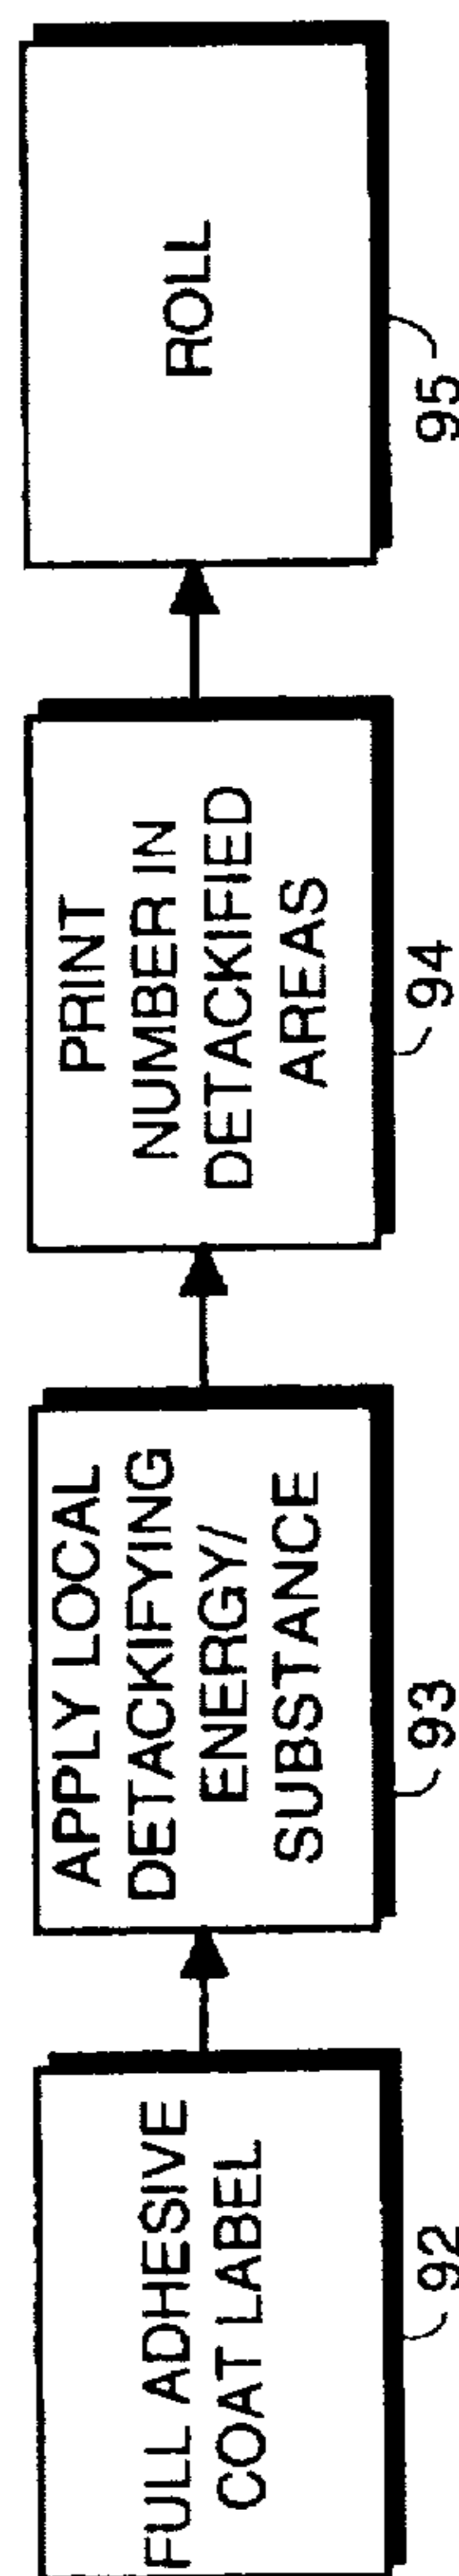 FULL ADHESIVE
COAT LABEL
92
APPLY LOCAL
DETACKIFYING
ENERGY/
SUBSTANCE
93
PRINT
NUMBER IN
DETACKIFIED
AREAS
94
ROLL
95